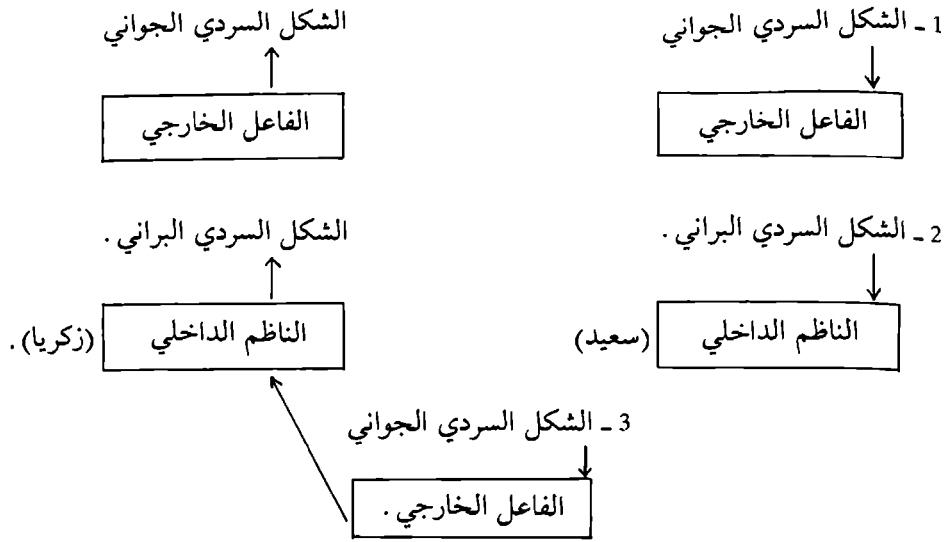 1 ـ الشكل السردي الجواني
الشكل السردي الجواني
الفاعل الخارجي
الفاعل الخارجي
2 ـ الشكل السردي البراني .
الشكل السردي البراني .
الناظم الداخلي (سعيد)
الناظم الداخلي (زكريا) .
3 ـ الشكل السردي الجواني
الفاعل الخارجي .